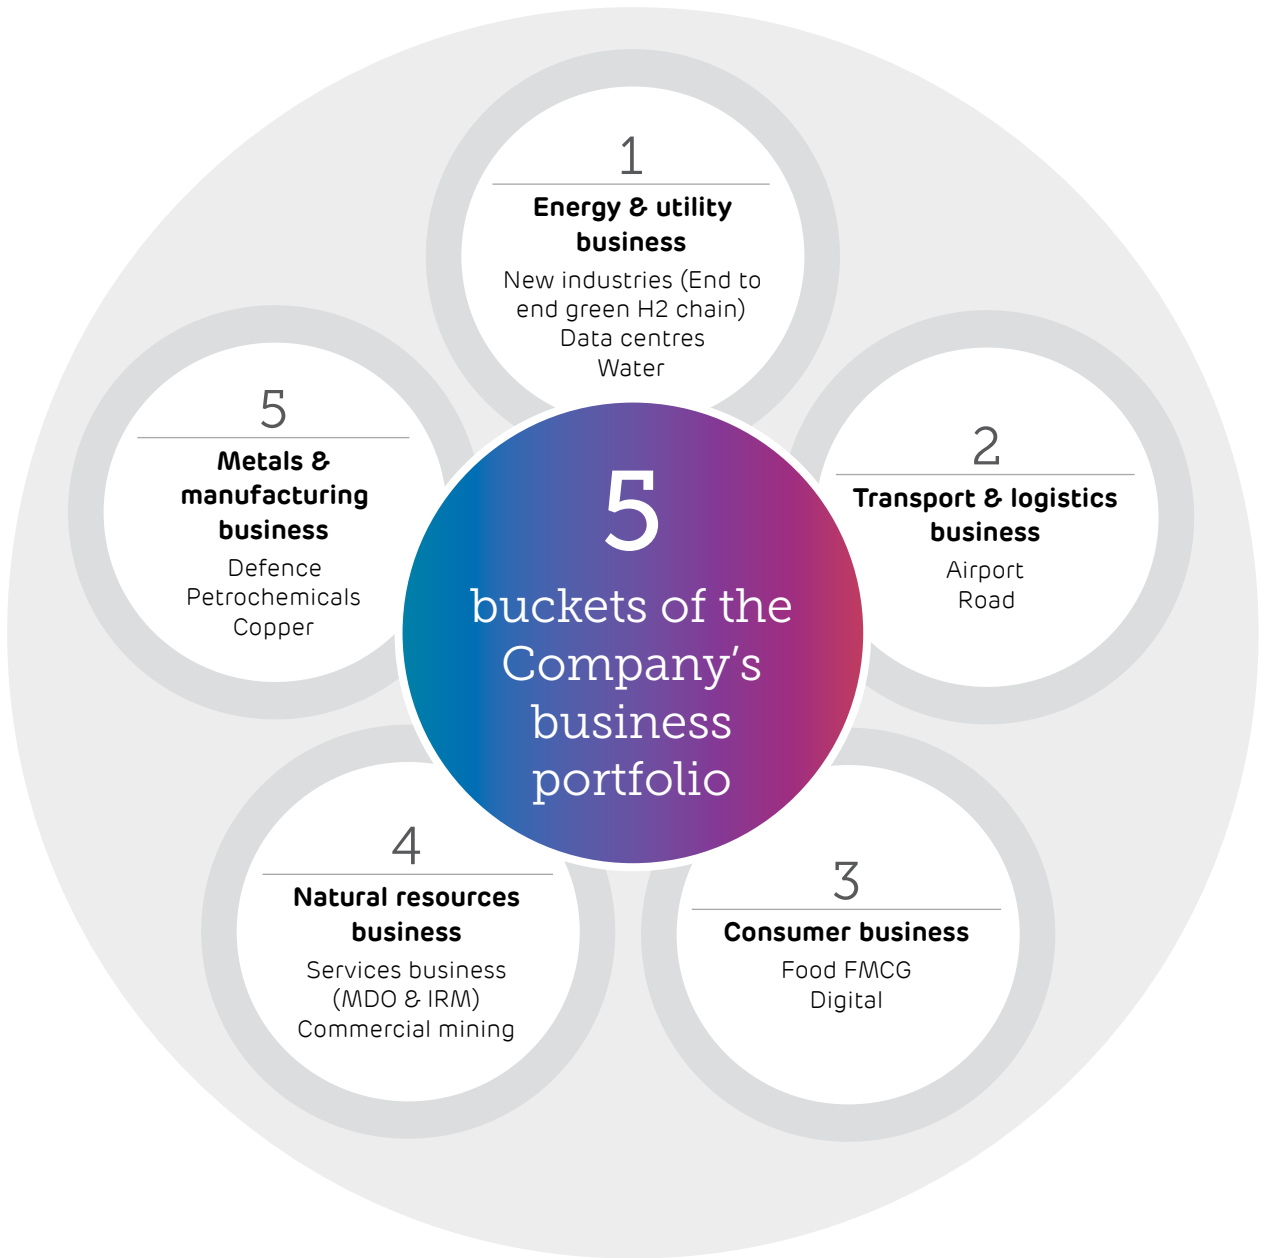 5
buckets of the
Company’s
business
portfolio
1
Energy & utility
business
New industries (End to
end green H2 chain)
Data centres
Water
2
Transport & logistics
business
Airport
Road
3
Consumer business
Food FMCG
Digital
4
Natural resources
business
Services business
(MDO & IRM)
Commercial mining
5
Metals &
manufacturing
business
Defence
Petrochemicals
Copper